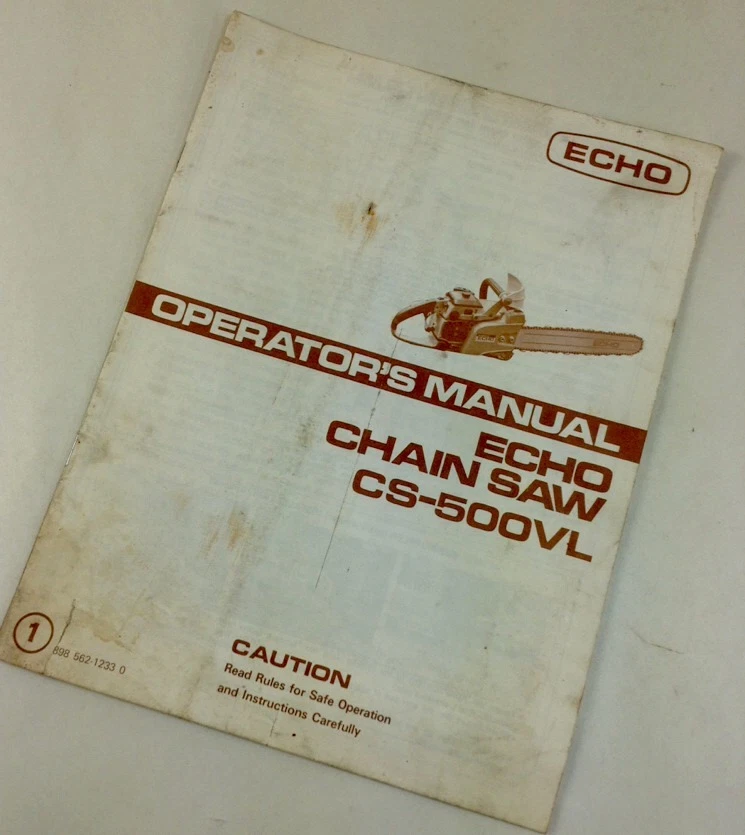 ECHO
OPERATOR'S MANUAL
ECHO
CHAIN SAW
CS-500VL
1
898 562-1233 0
CAUTION
Read Rules for Safe Operation
and Instructions Carefully